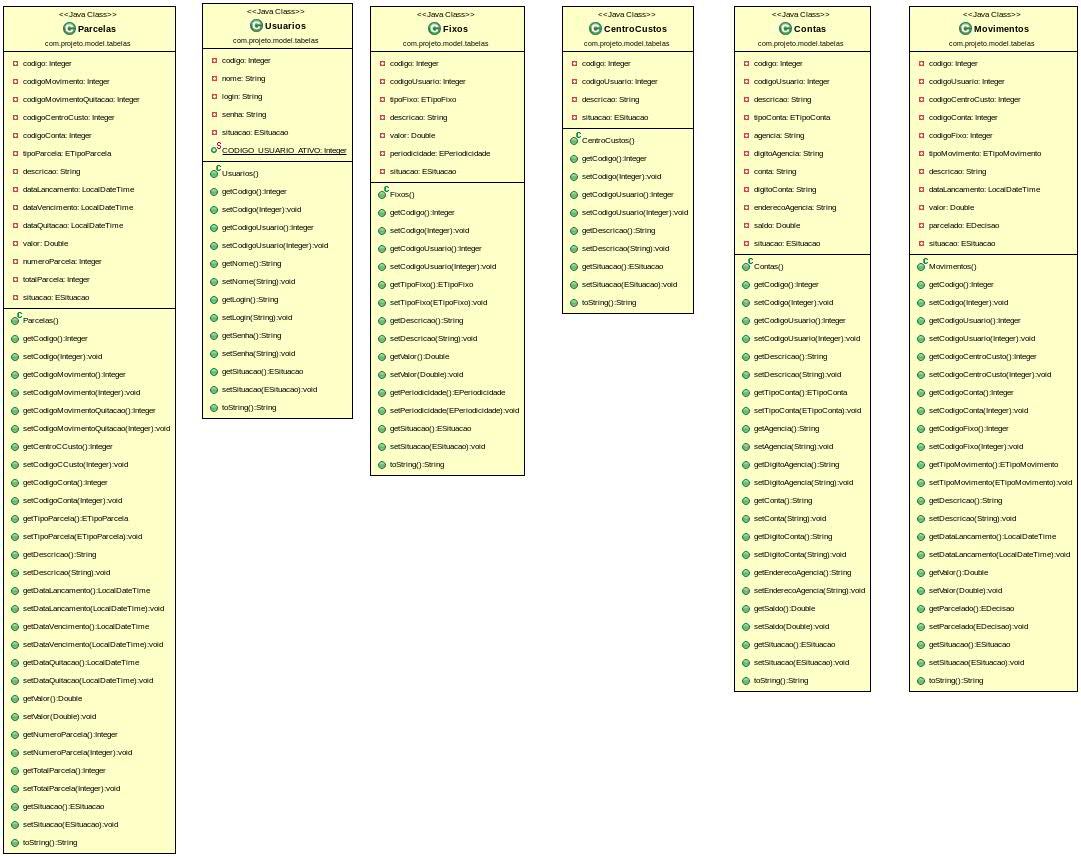 <<Java Class>>
Parcelas
com.projeto.model.tabelas
codigo: Integer
codigoMovimento: Integer
codigoMovimentoQuitacao: Integer
codigoCentroCusto: Integer
codigoConta: Integer
tipoParcela: ETipoParcela
descricao: String
dataLancamento: LocalDateTime
dataVencimento: LocalDateTime
dataQuitacao: LocalDateTime
valor: Double
numeroParcela: Integer
totalParcela: Integer
situacao: ESituacao
Parcelas()
getCodigo():Integer
setCodigo(Integer):void
getCodigoMovimento():Integer
setCodigoMovimento(Integer):void
getCodigoMovimentoQuitacao():Integer
setCodigoMovimentoQuitacao(Integer):void
getCentroCCusto():Integer
setCodigoCCusto(Integer):void
getCodigoConta():Integer
setCodigoConta(Integer):void
getTipoParcela():ETipoParcela
setTipoParcela(ETipoParcela):void
getDescricao():String
setDescricao(String):void
getDataLancamento():LocalDateTime
setDataLancamento(LocalDateTime):void
getDataVencimento():LocalDateTime
setDataVencimento(LocalDateTime):void
getDataQuitacao():LocalDateTime
setDataQuitacao(LocalDateTime):void
getValor():Double
setValor(Double):void
getNumeroParcela():Integer
setNumeroParcela(Integer):void
getTotalParcela():Integer
setTotalParcela(Integer):void
getSituacao():ESituacao
setSituacao(ESituacao):void
toString():String
<<Java Class>>
Usuarios
com.projeto.model.tabelas
codigo: Integer
nome: String
login: String
senha: String
situacao: ESituacao
CODIGO_USUARIO_ATIVO: Integer
Usuarios()
getCodigo():Integer
setCodigo(Integer):void
getCodigoUsuario():Integer
setCodigoUsuario(Integer):void
getNome():String
setNome(String):void
getLogin():String
setLogin(String):void
getSenha():String
setSenha(String):void
getSituacao():ESituacao
setSituacao(ESituacao):void
toString():String
<<Java Class>>
Fixos
com.projeto.model.tabelas
codigo: Integer
codigoUsuario: Integer
tipoFixo: ETipoFixo
descricao: String
valor: Double
periodicidade: EPeriodicidade
situacao: ESituacao
Fixos()
getCodigo():Integer
setCodigo(Integer):void
getCodigoUsuario():Integer
setCodigoUsuario(Integer):void
getTipoFixo():ETipoFixo
setTipoFixo(ETipoFixo):void
getDescricao():String
setDescricao(String):void
getValor():Double
setValor(Double):void
getPeriodicidade():EPeriodicidade
setPeriodicidade(EPeriodicidade):void
getSituacao():ESituacao
setSituacao(ESituacao):void
toString():String
<<Java Class>>
CentroCustos
com.projeto.model.tabelas
codigo: Integer
codigoUsuario: Integer
descricao: String
situacao: ESituacao
CentroCustos()
getCodigo():Integer
setCodigo(Integer):void
getCodigoUsuario():Integer
setCodigoUsuario(Integer):void
getDescricao():String
setDescricao(String):void
getSituacao():ESituacao
setSituacao(ESituacao):void
toString():String
<<Java Class>>
Contas
com.projeto.model.tabelas
codigo: Integer
codigoUsuario: Integer
descricao: String
tipoConta: ETipoConta
agencia: String
digitoAgencia: String
conta: String
digitoConta: String
enderecoAgencia: String
saldo: Double
situacao: ESituacao
Contas()
getCodigo():Integer
setCodigo(Integer):void
getCodigoUsuario():Integer
setCodigoUsuario(Integer):void
getDescricao():String
setDescricao(String):void
getTipoConta():ETipoConta
setTipoConta(ETipoConta):void
getAgencia():String
setAgencia(String):void
getDigitoAgencia():String
setDigitoAgencia(String):void
getConta():String
setConta(String):void
getDigitoConta():String
setDigitoConta(String):void
getEnderecoAgencia():String
setEnderecoAgencia(String):void
getSaldo():Double
setSaldo(Double):void
getSituacao():ESituacao
setSituacao(ESituacao):void
toString():String
<<Java Class>>
Movimentos
com.projeto.model.tabelas
codigo: Integer
codigoUsuario: Integer
codigoCentroCusto: Integer
codigoConta: Integer
codigoFixo: Integer
tipoMovimento: ETipoMovimento
descricao: String
dataLancamento: LocalDateTime
valor: Double
parcelado: EDecisao
situacao: ESituacao
Movimentos()
getCodigo():Integer
setCodigo(Integer):void
getCodigoUsuario():Integer
setCodigoUsuario(Integer):void
getCodigoCentroCusto():Integer
setCodigoCentroCusto(Integer):void
getCodigoConta():Integer
setCodigoConta(Integer):void
getCodigoFixo():Integer
setCodigoFixo(Integer):void
getTipoMovimento():ETipoMovimento
setTipoMovimento(ETipoMovimento):void
getDescricao():String
setDescricao(String):void
getDataLancamento():LocalDateTime
setDataLancamento(LocalDateTime):void
getValor():Double
setValor(Double):void
getParcelado():EDecisao
setParcelado(EDecisao):void
getSituacao():ESituacao
setSituacao(ESituacao):void
toString():String